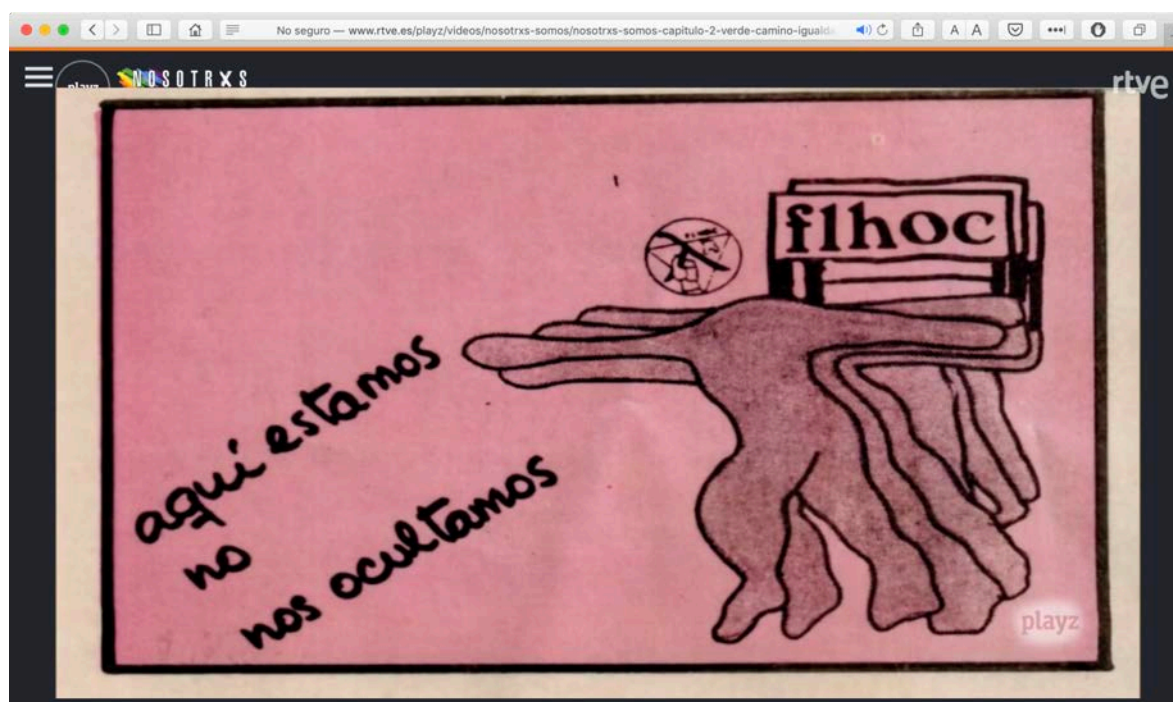 No seguro — www.rtve.es/playz/videos/nosotrxs-somos/nosotrxs-somos-capitulo-2-verde-camino-iguald
A A
NOSOTRXS
rtve
flhoc
aquí estamos
no
nos ocultamos
playz